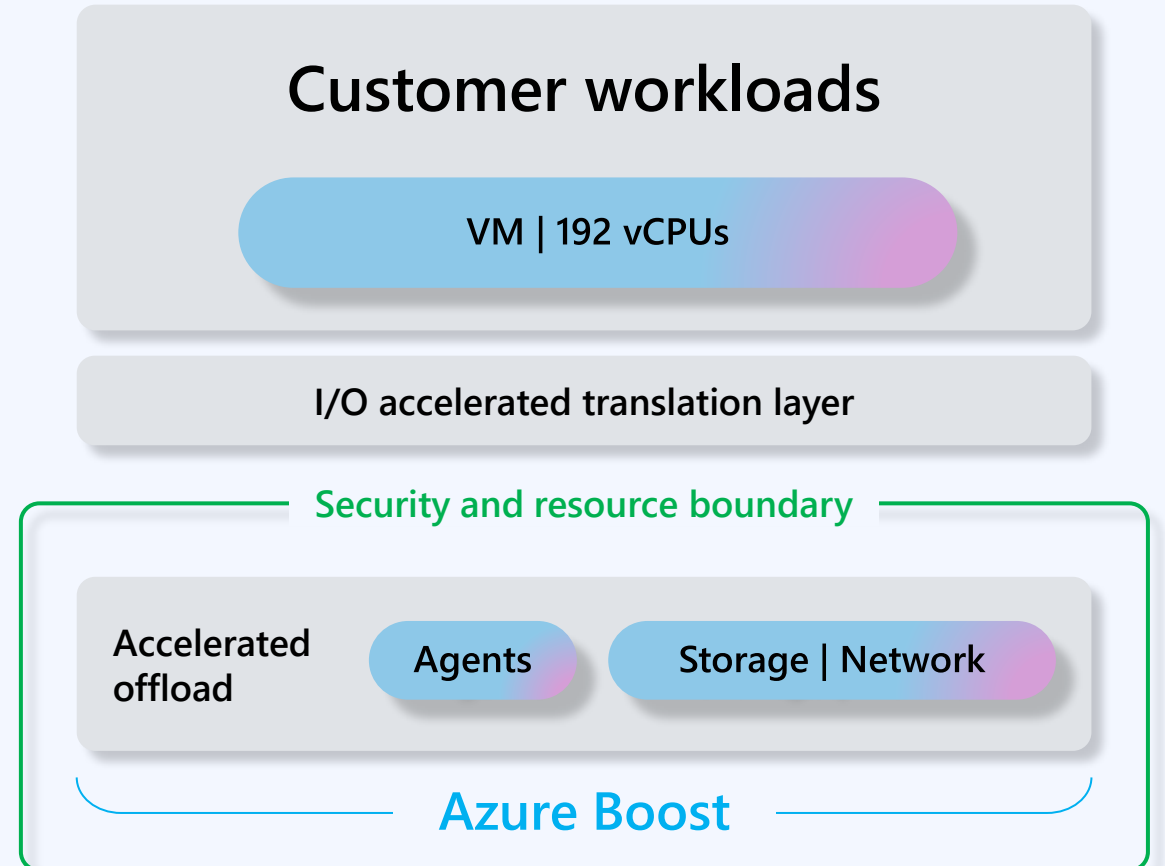 Customer workloads
VM | 192 vCPUs
I/O accelerated translation layer
Security and resource boundary
Accelerated
offload
Agents
Storage | Network
Azure Boost